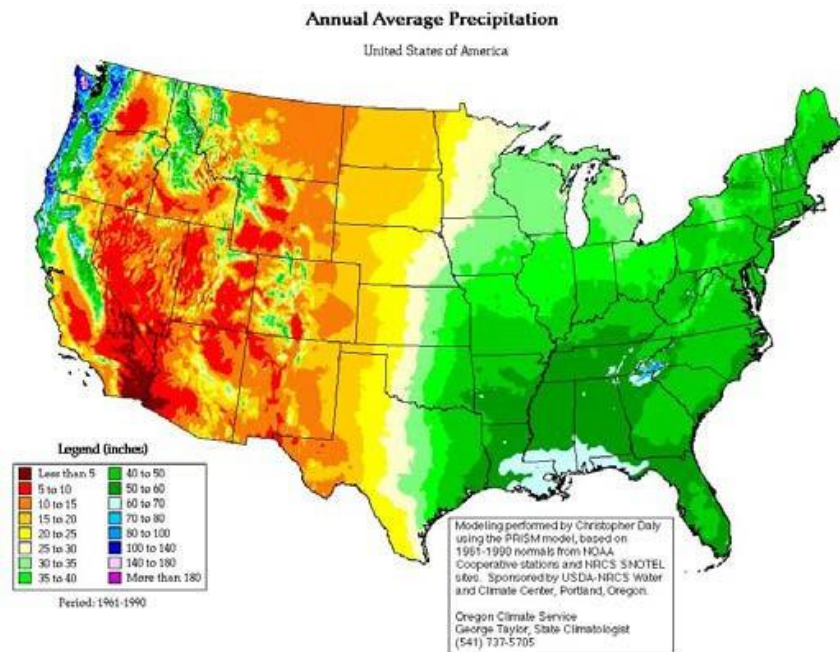 Annual Average Precipitation
United States of America
Legend (inches)
Less than 5
5 to 10
10 to 15
15 to 20
20 to 25
25 to 30
30 to 35
35 to 40
40 to 50
50 to 60
60 to 70
70 to 80
80 to 100
100 to 140
140 to 180
More than 180
Period: 1961-1990
Modeling performed by Christopher Daly
using the PRISM model, based on
1961-1990 normals from NOAA
Cooperative stations and NRCS SNOTEL
sites. Sponsored by USDA-NRCS Water
and Climate Center, Portland, Oregon.
Oregon Climate Service
George Taylor, State Climatologist
(541) 737-5705